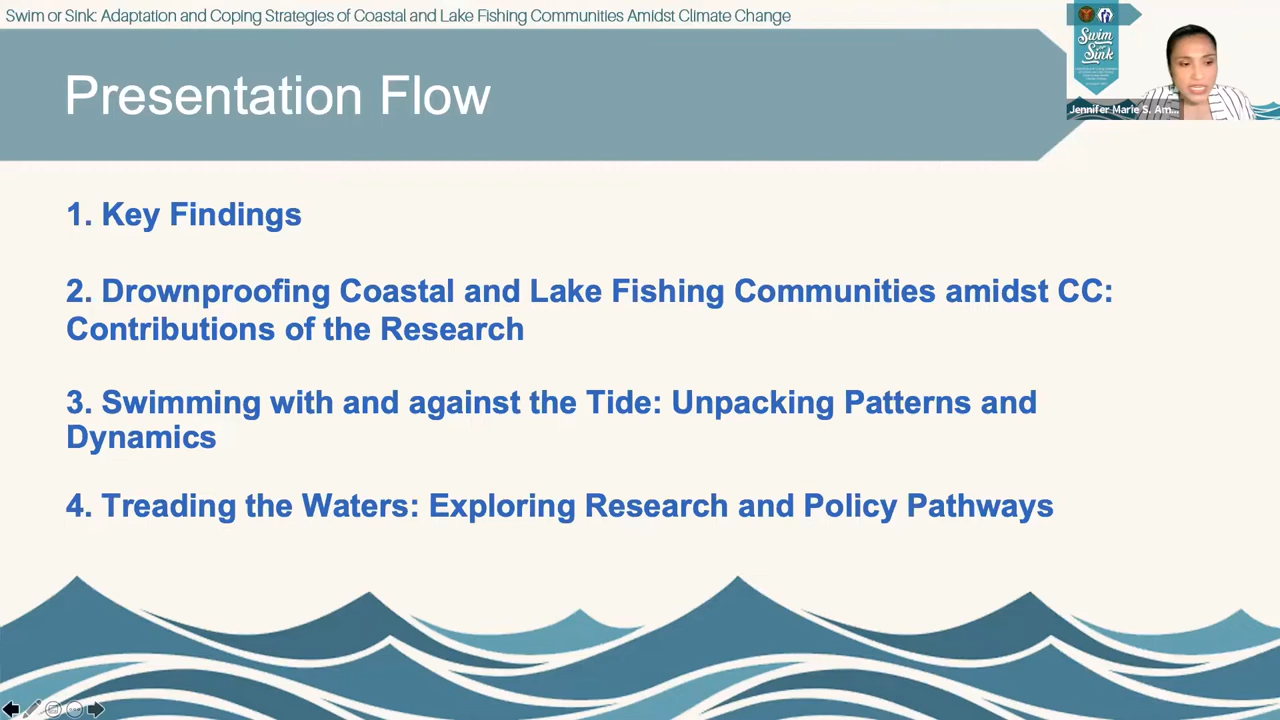 Swim or Sink: Adaptation and Coping Strategies of Coastal and Lake Fishing Communities Amidst Climate Change
Presentation Flow
Swim
Sink
Jennifer Marie S. Am...
1. Key Findings
2. Drownproofing Coastal and Lake Fishing Communities amidst CC:
Contributions of the Research
3. Swimming with and against the Tide: Unpacking Patterns and
Dynamics
4. Treading the Waters: Exploring Research and Policy Pathways